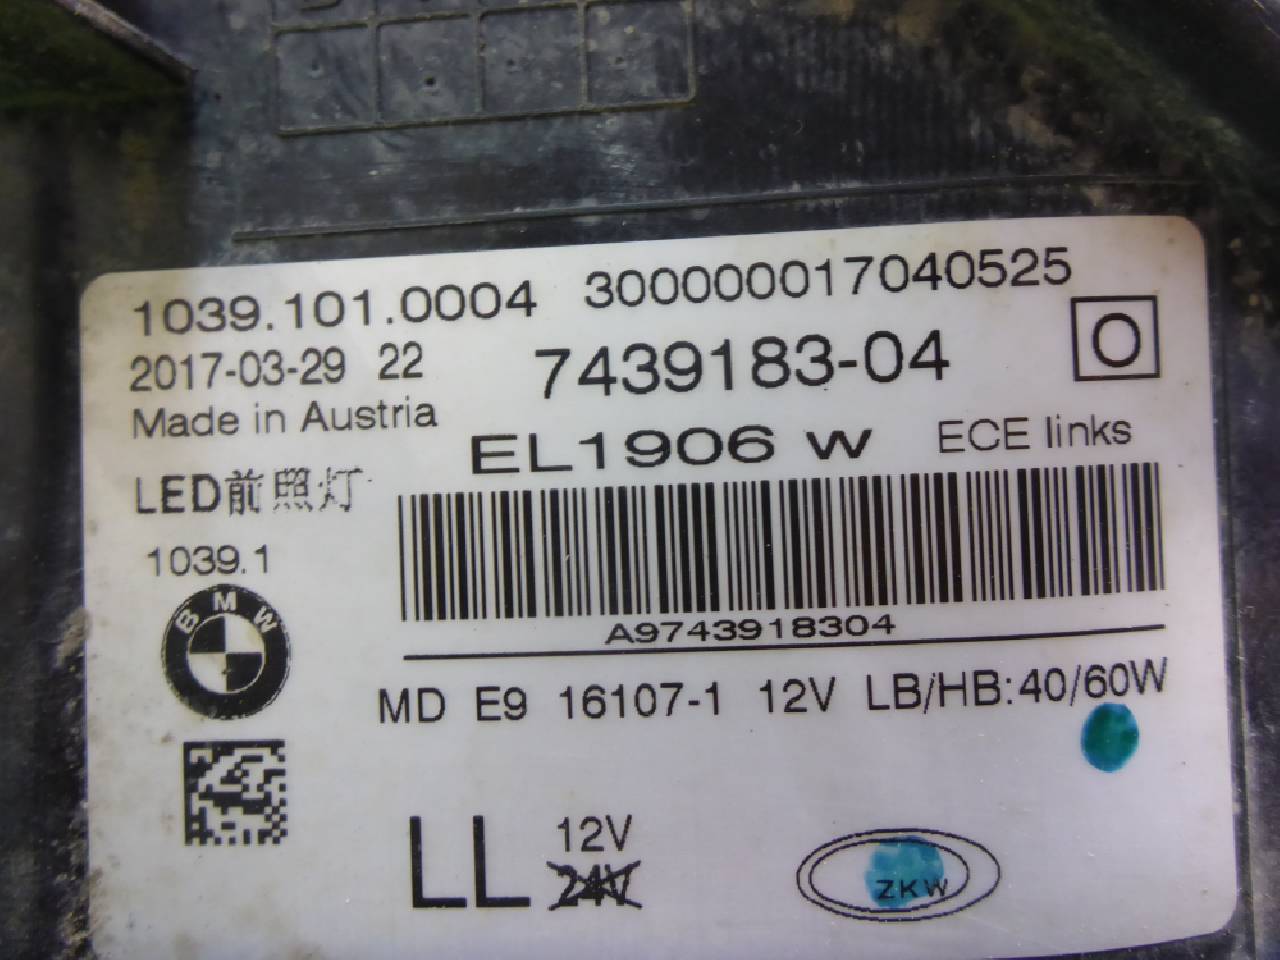 1039.101.0004 300000017040525
2017-03-29 22 7439183-04 O
Made in Austria
EL1906 W ECE links
LED前照灯
1039.1
BMW
A9743918304
MD E9 16107-1 12V LB/HB:40/60W
LL 12V
24V
ZKW